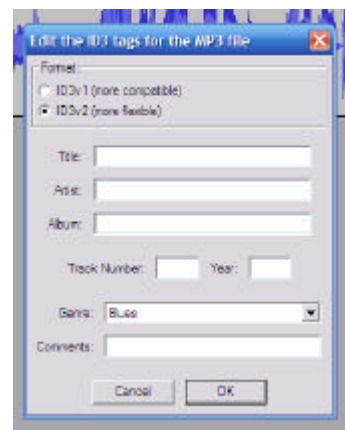 Edit the ID3 tags for the MP3 file
Format
ID3v1 (more compatible)
ID3v2 (more flexible)
Title:
Artist:
Album:
Track Number: Year:
Genre: Blues
Comments:
Cancel OK